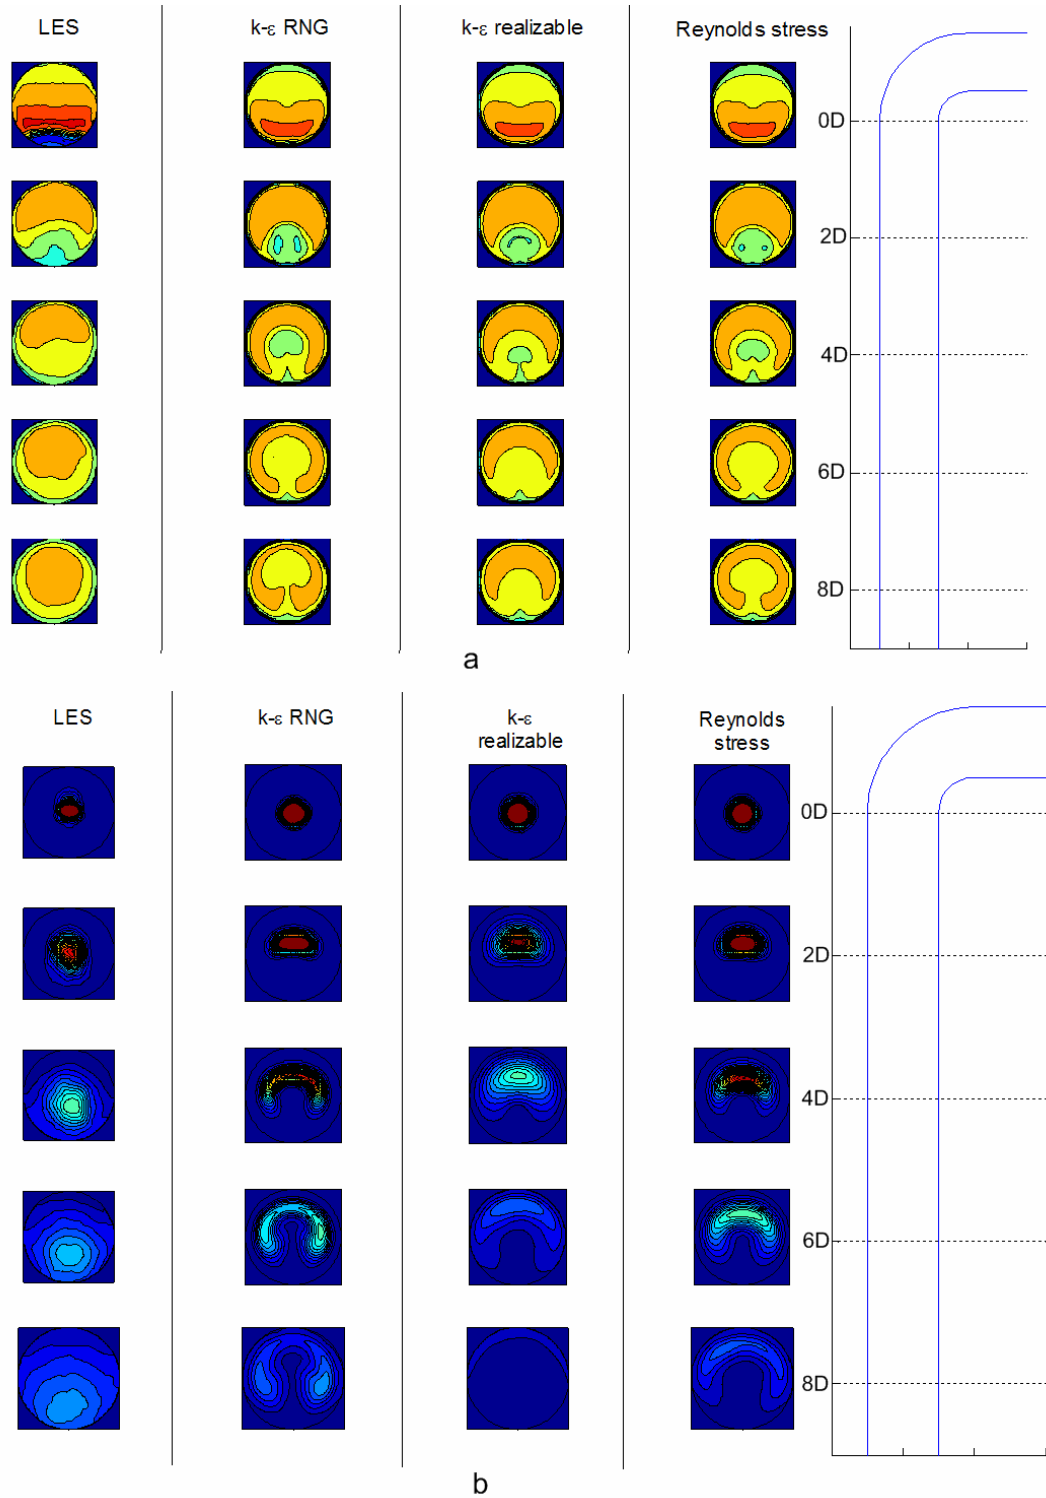 LES k-ε RNG k-ε realizable Reynolds stress
0D
2D
4D
6D
8D
a
LES k-ε RNG k-ε realizable Reynolds stress
0D
2D
4D
6D
8D
b